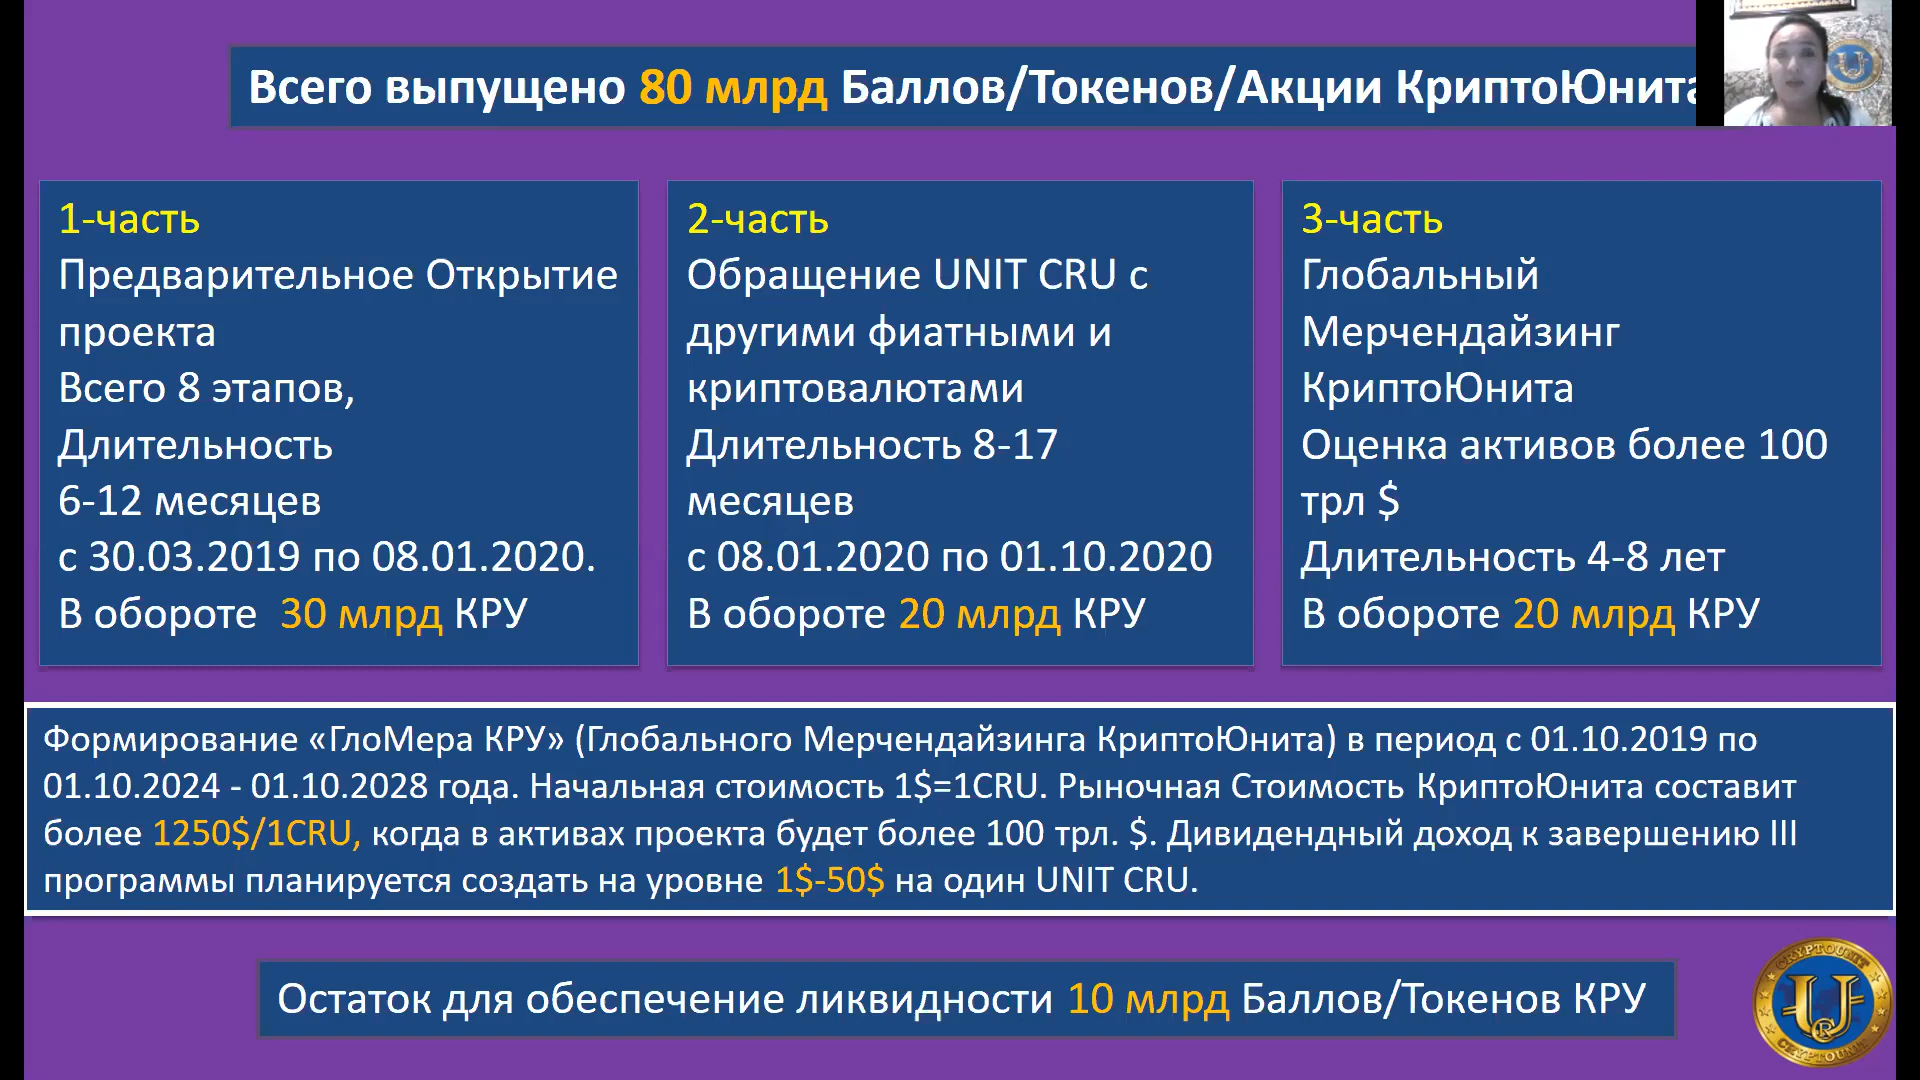 Всего выпущено 80 млрд Баллов/Токенов/Акции КриптоЮнита
1-часть
Предварительное Открытие
проекта
Всего 8 этапов,
Длительность
6-12 месяцев
с 30.03.2019 по 08.01.2020.
В обороте 30 млрд КРУ
2-часть
Обращение UNIT CRU с
другими фиатными и
криптовалютами
Длительность 8-17
месяцев
с 08.01.2020 по 01.10.2020
В обороте 20 млрд КРУ
3-часть
Глобальный
Мерчендайзинг
КриптоЮнита
Оценка активов более 100
трл $
Длительность 4-8 лет
В обороте 20 млрд КРУ
Формирование «ГлоМера КРУ» (Глобального Мерчендайзинга КриптоЮнита) в период с 01.10.2019 по
01.10.2024 - 01.10.2028 года. Начальная стоимость 1$=1CRU. Рыночная Стоимость КриптоЮнита составит
более 1250$/1CRU, когда в активах проекта будет более 100 трл. $. Дивидендный доход к завершению III
программы планируется создать на уровне 1$-50$ на один UNIT CRU.
Остаток для обеспечение ликвидности 10 млрд Баллов/Токенов КРУ
CRYPTOUNIT
U
R
CRYPTOUNIT